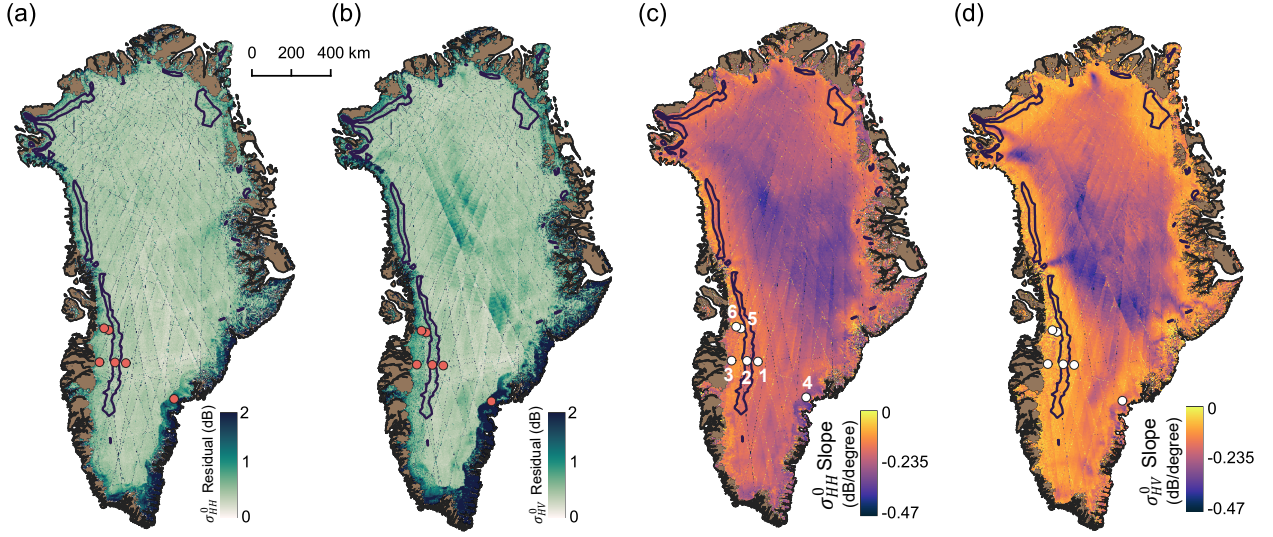 (a)
(b)
(c)
(d)
0 200 400 km
6
5
3
2
1
4
2
1
0
σ⁰HH Residual (dB)
2
1
0
σ⁰HV Residual (dB)
0
-0.235
-0.47
σ⁰HH Slope
(dB/degree)
0
-0.235
-0.47
σ⁰HV Slope
(dB/degree)